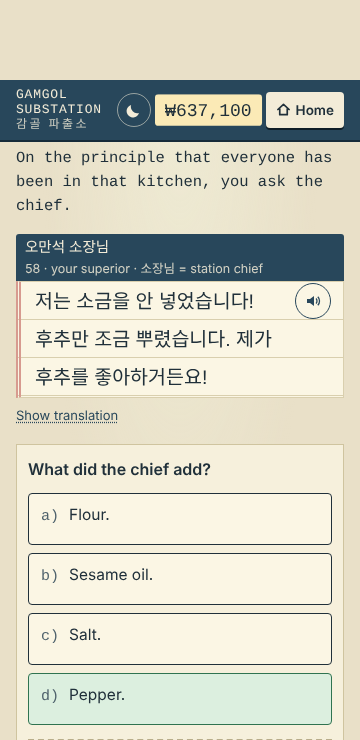 GAMGOL
SUBSTATION
감골 파출소
₩637,100
Home
On the principle that everyone has
been in that kitchen, you ask the
chief.
오만석 소장님
58 · your superior · 소장님 = station chief
저는 소금을 안 넣었습니다!
후추만 조금 뿌렸습니다. 제가
후추를 좋아하거든요!
Show translation
What did the chief add?
a) Flour.
b) Sesame oil.
c) Salt.
d) Pepper.